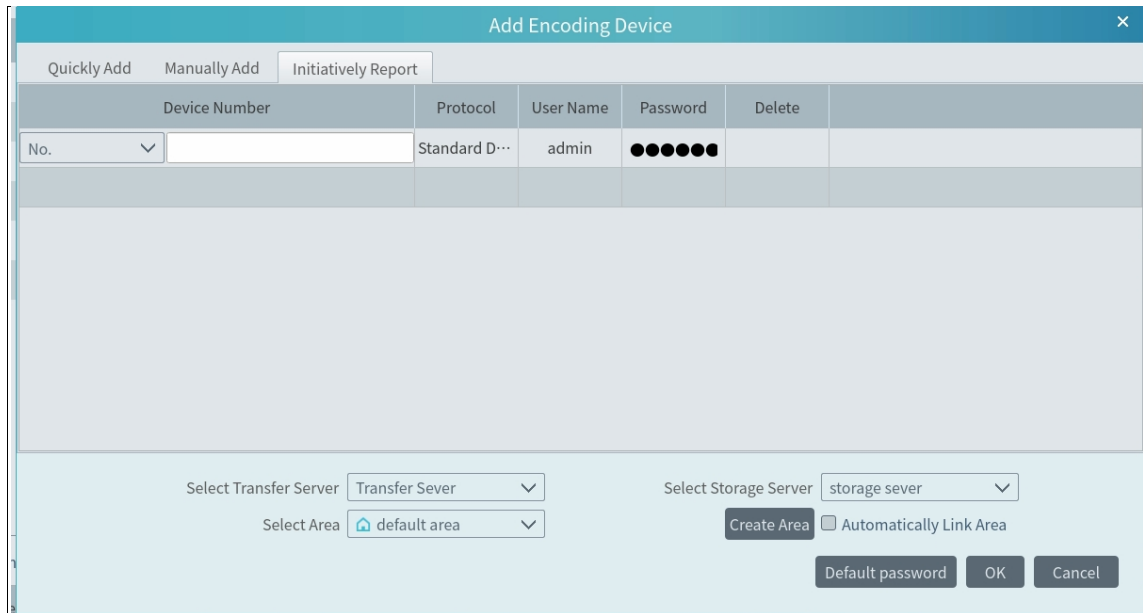 Add Encoding Device
Quickly Add Manually Add Initiatively Report
Device Number Protocol User Name Password Delete
No. Standard D··· admin ●●●●●●
Select Transfer Server Transfer Sever Select Storage Server storage sever
Select Area default area Create Area Automatically Link Area
Default password OK Cancel